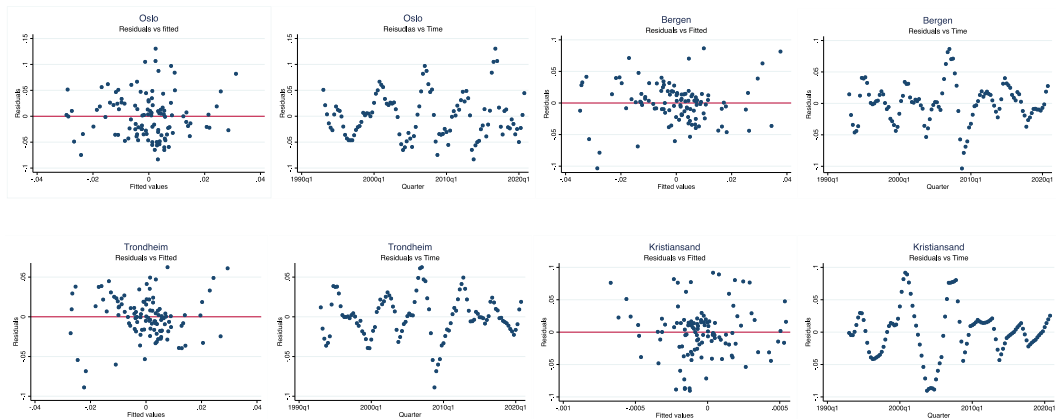 Oslo
Residuals vs fitted
Residuals
.15
.1
.05
0
-.05
-.1
-.04
-.02
0
.02
.04
Fitted values
Oslo
Reisudlas vs Time
Residuals
.15
.1
.05
0
-.05
-.1
1990q1
2000q1
2010q1
2020q1
Quarter
Bergen
Residuals vs Fitted
Residuals
.1
.05
0
-.05
-.1
-.04
-.02
0
.02
.04
Fitted values
Bergen
Residuals vs Time
Residuals
.1
.05
0
-.05
-.1
1990q1
2000q1
2010q1
2020q1
Quarter
Trondheim
Residuals vs Fitted
Residuals
.05
0
-.05
-.1
-.04
-.02
0
.02
.04
Fitted values
Trondheim
Residuals vs Time
Residuals
.05
0
-.05
-.1
1990q1
2000q1
2010q1
2020q1
Quarter
Kristiansand
Residuals vs Fitted
Residuals
.1
.05
0
-.05
-.1
-.001
-.0005
0
.0005
Fitted values
Kristiansand
Residuals vs Time
Residuals
.1
.05
0
-.05
-.1
1990q1
2000q1
2010q1
2020q1
Quarter